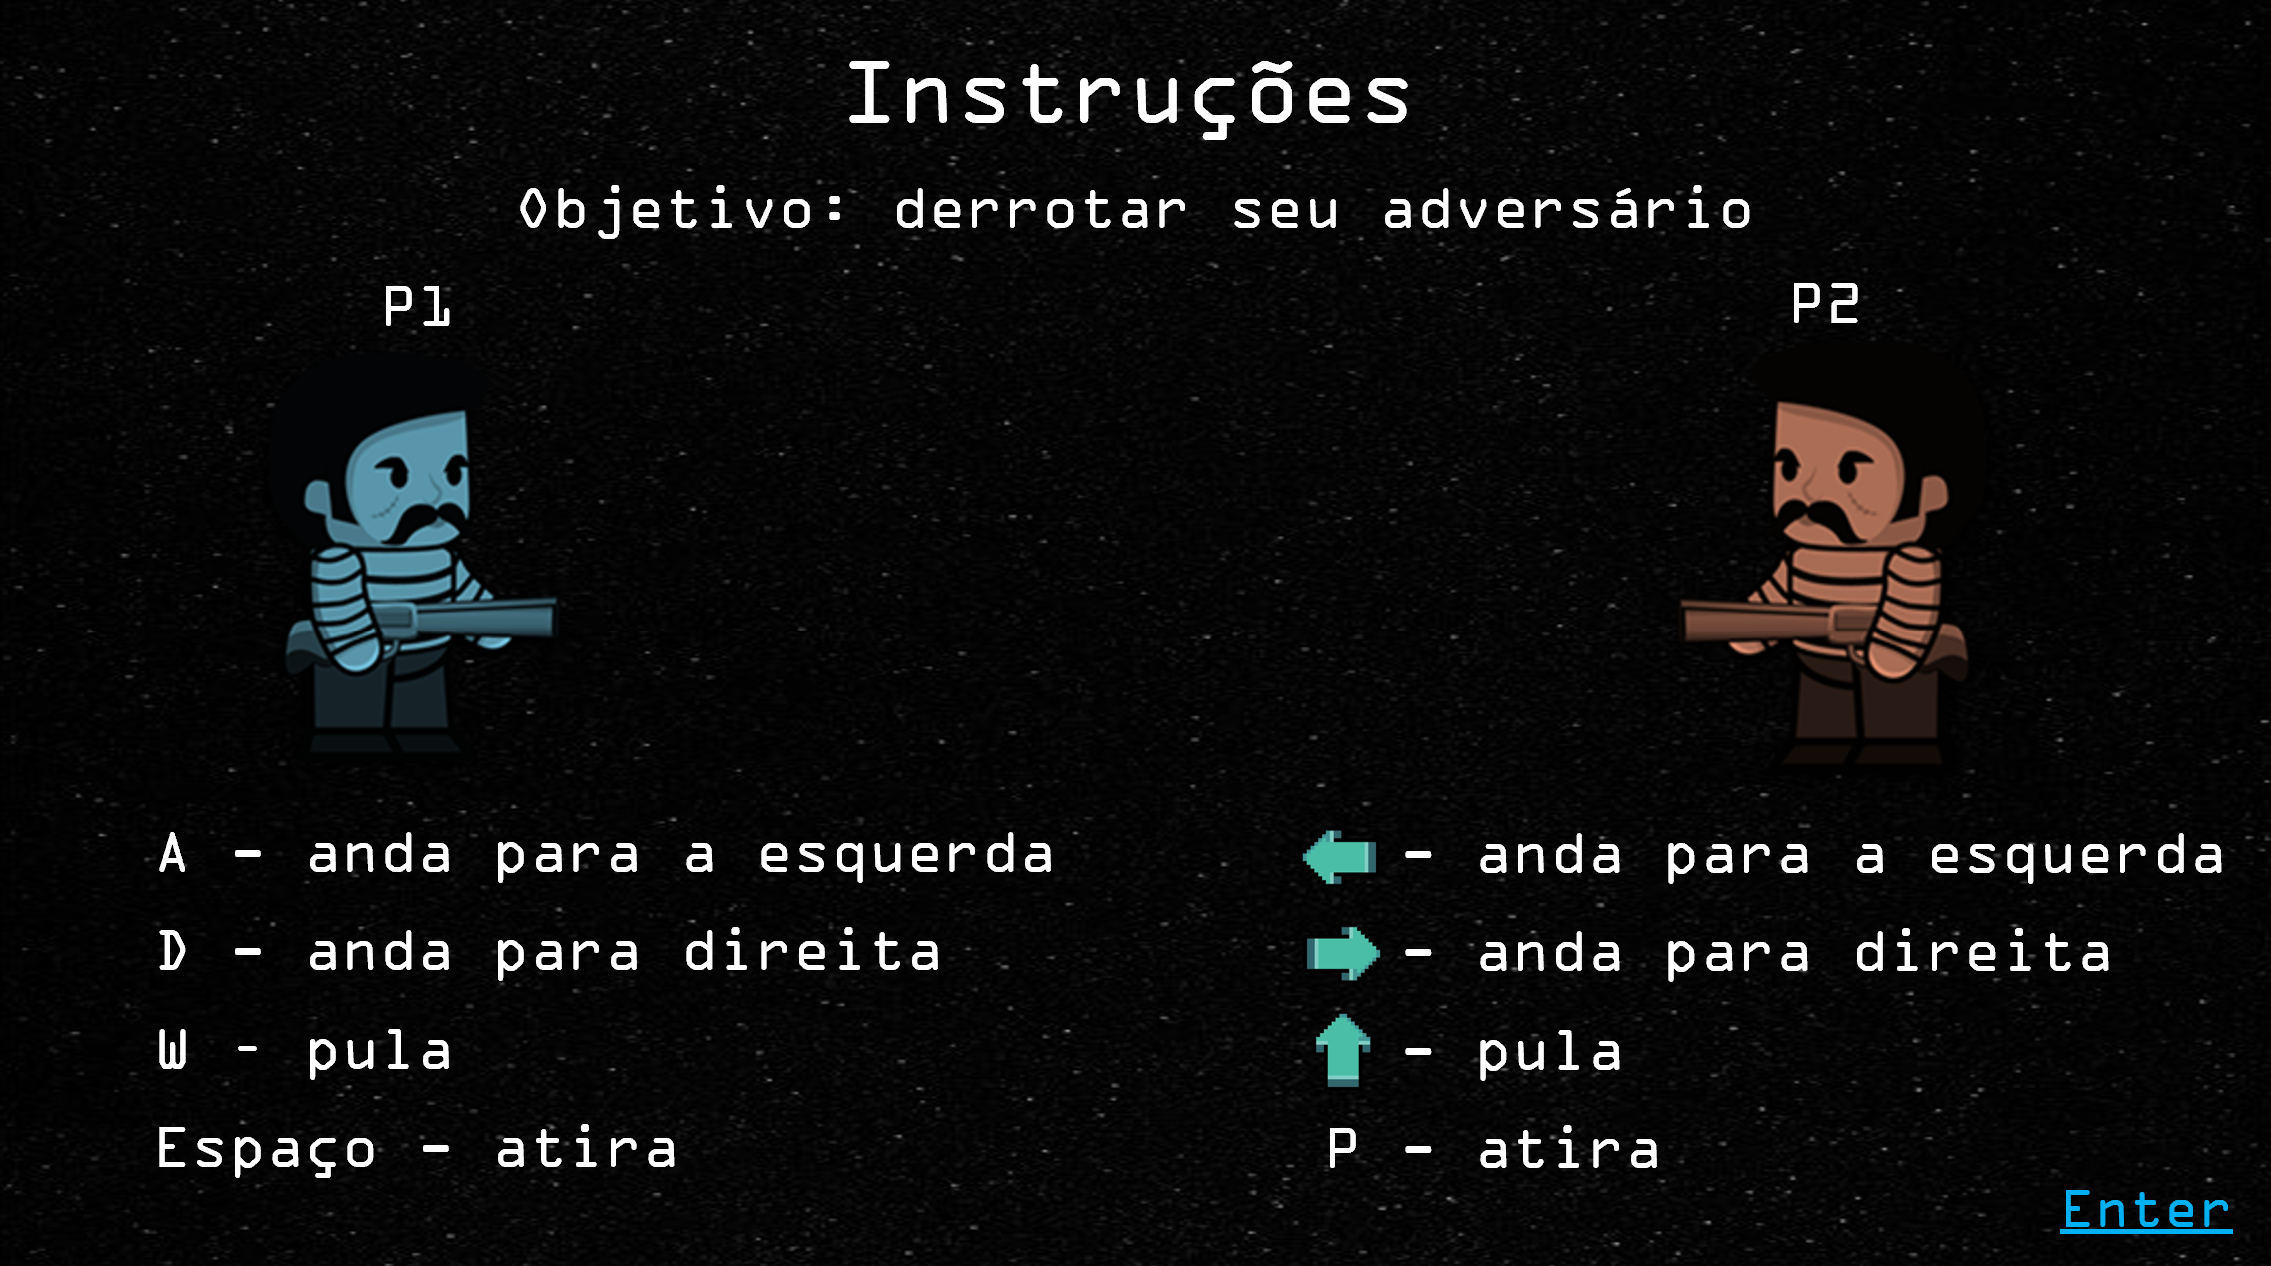 Instruções
Objetivo: derrotar seu adversário
P1
P2
A - anda para a esquerda
D - anda para direita
W - pula
Espaço - atira
- anda para a esquerda
- anda para direita
- pula
P - atira
Enter